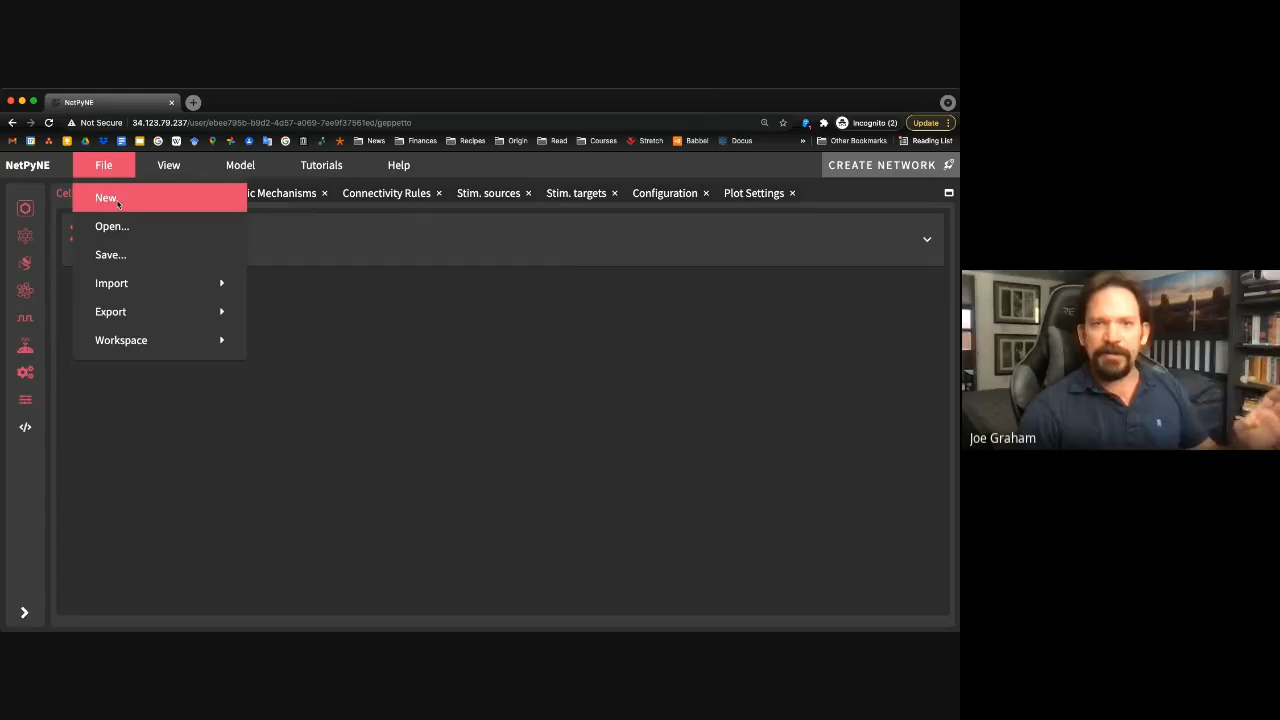 NetPyNE
Not Secure
34.123.79.237/user/ebee795b-b9d2-4d57-a069-7ee9f37561ed/geppetto
Incognito (2)
Update
News
Finances
Recipes
Origin
Read
Courses
Stretch
Babbel
Docus
»
Other Bookmarks
Reading List
NetPyNE
File
View
Model
Tutorials
Help
CREATE NETWORK
Cel
ic Mechanisms
Connectivity Rules
Stim. sources
Stim. targets
Configuration
Plot Settings
New
Open...
Save...
Import
Export
Workspace
Joe Graham